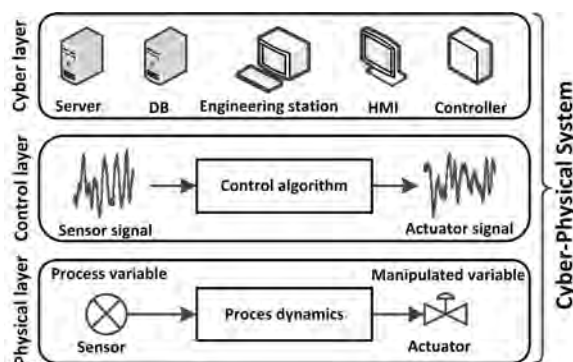 Cyber layer
Server DB Engineering station HMI Controller
Control layer
Control algorithm
Sensor signal Actuator signal
Physical layer
Process variable Manipulated variable
Proces dynamics
Sensor Actuator
Cyber-Physical System